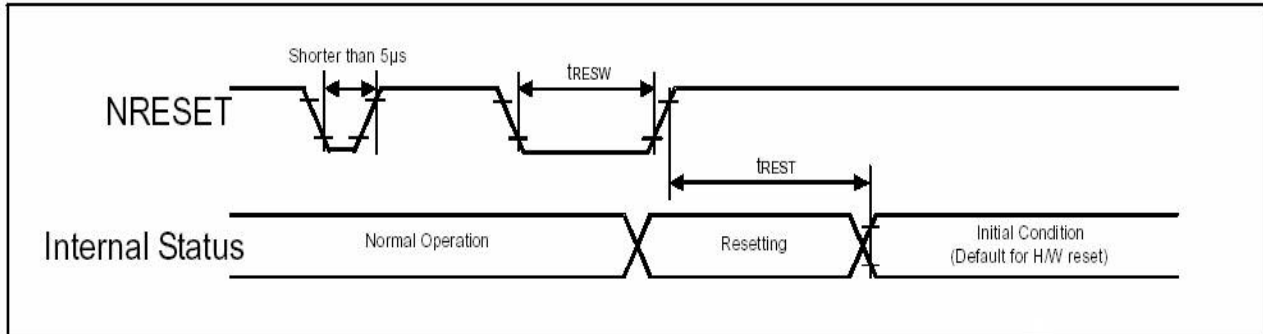 Shorter than 5µs
tRESW
NRESET
tREST
Internal Status
Normal Operation
Resetting
Initial Condition
(Default for H/W reset)